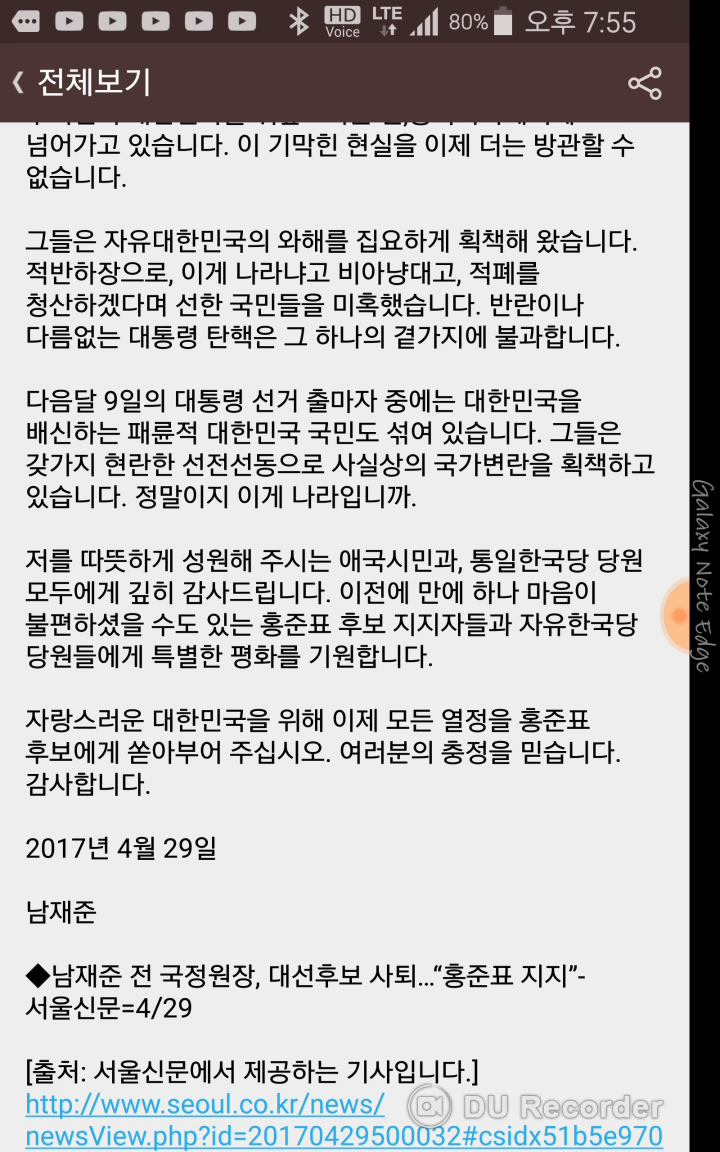 HD Voice LTE 80% 오후 7:55
전체보기
넘어가고 있습니다. 이 기막힌 현실을 이제 더는 방관할 수
없습니다.
그들은 자유대한민국의 와해를 집요하게 획책해 왔습니다.
적반하장으로, 이게 나라냐고 비아냥대고, 적폐를
청산하겠다며 선한 국민들을 미혹했습니다. 반란이나
다름없는 대통령 탄핵은 그 하나의 곁가지에 불과합니다.
다음달 9일의 대통령 선거 출마자 중에는 대한민국을
배신하는 패륜적 대한민국 국민도 섞여 있습니다. 그들은
갖가지 현란한 선전선동으로 사실상의 국가변란을 획책하고
있습니다. 정말이지 이게 나라입니까.
저를 따뜻하게 성원해 주시는 애국시민과, 통일한국당 당원
모두에게 깊히 감사드립니다. 이전에 만에 하나 마음이
불편하셨을 수도 있는 홍준표 후보 지지자들과 자유한국당
당원들에게 특별한 평화를 기원합니다.
자랑스러운 대한민국을 위해 이제 모든 열정을 홍준표
후보에게 쏟아부어 주십시오. 여러분의 충정을 믿습니다.
감사합니다.
2017년 4월 29일
남재준
◆남재준 전 국정원장, 대선후보 사퇴...“홍준표 지지”-
서울신문=4/29
[출처: 서울신문에서 제공하는 기사입니다.]
http://www.seoul.co.kr/news/
newsView.php?id=20170429500032#csidx51b5e970
DU Recorder
Galaxy Note Edge